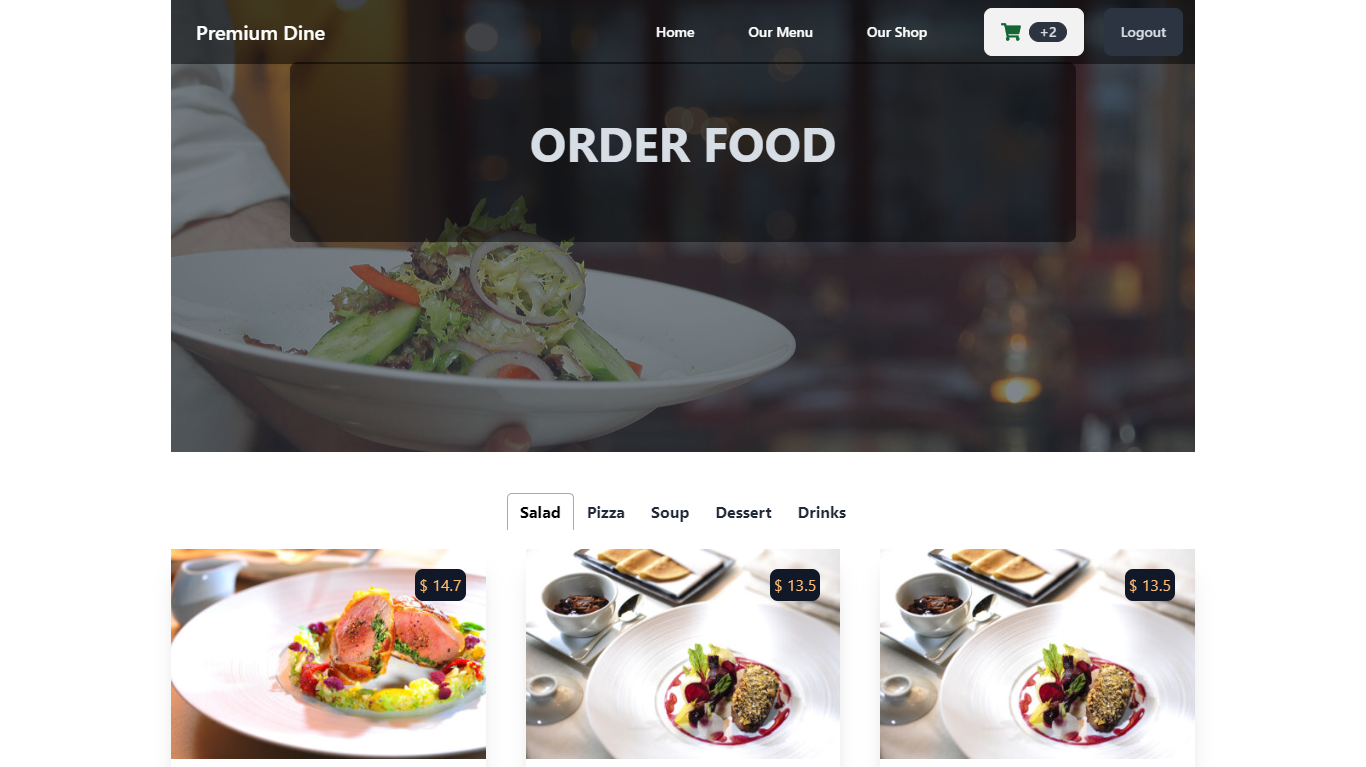 Premium Dine
Home
Our Menu
Our Shop
+2
Logout
ORDER FOOD
Salad
Pizza
Soup
Dessert
Drinks
$ 14.7
$ 13.5
$ 13.5